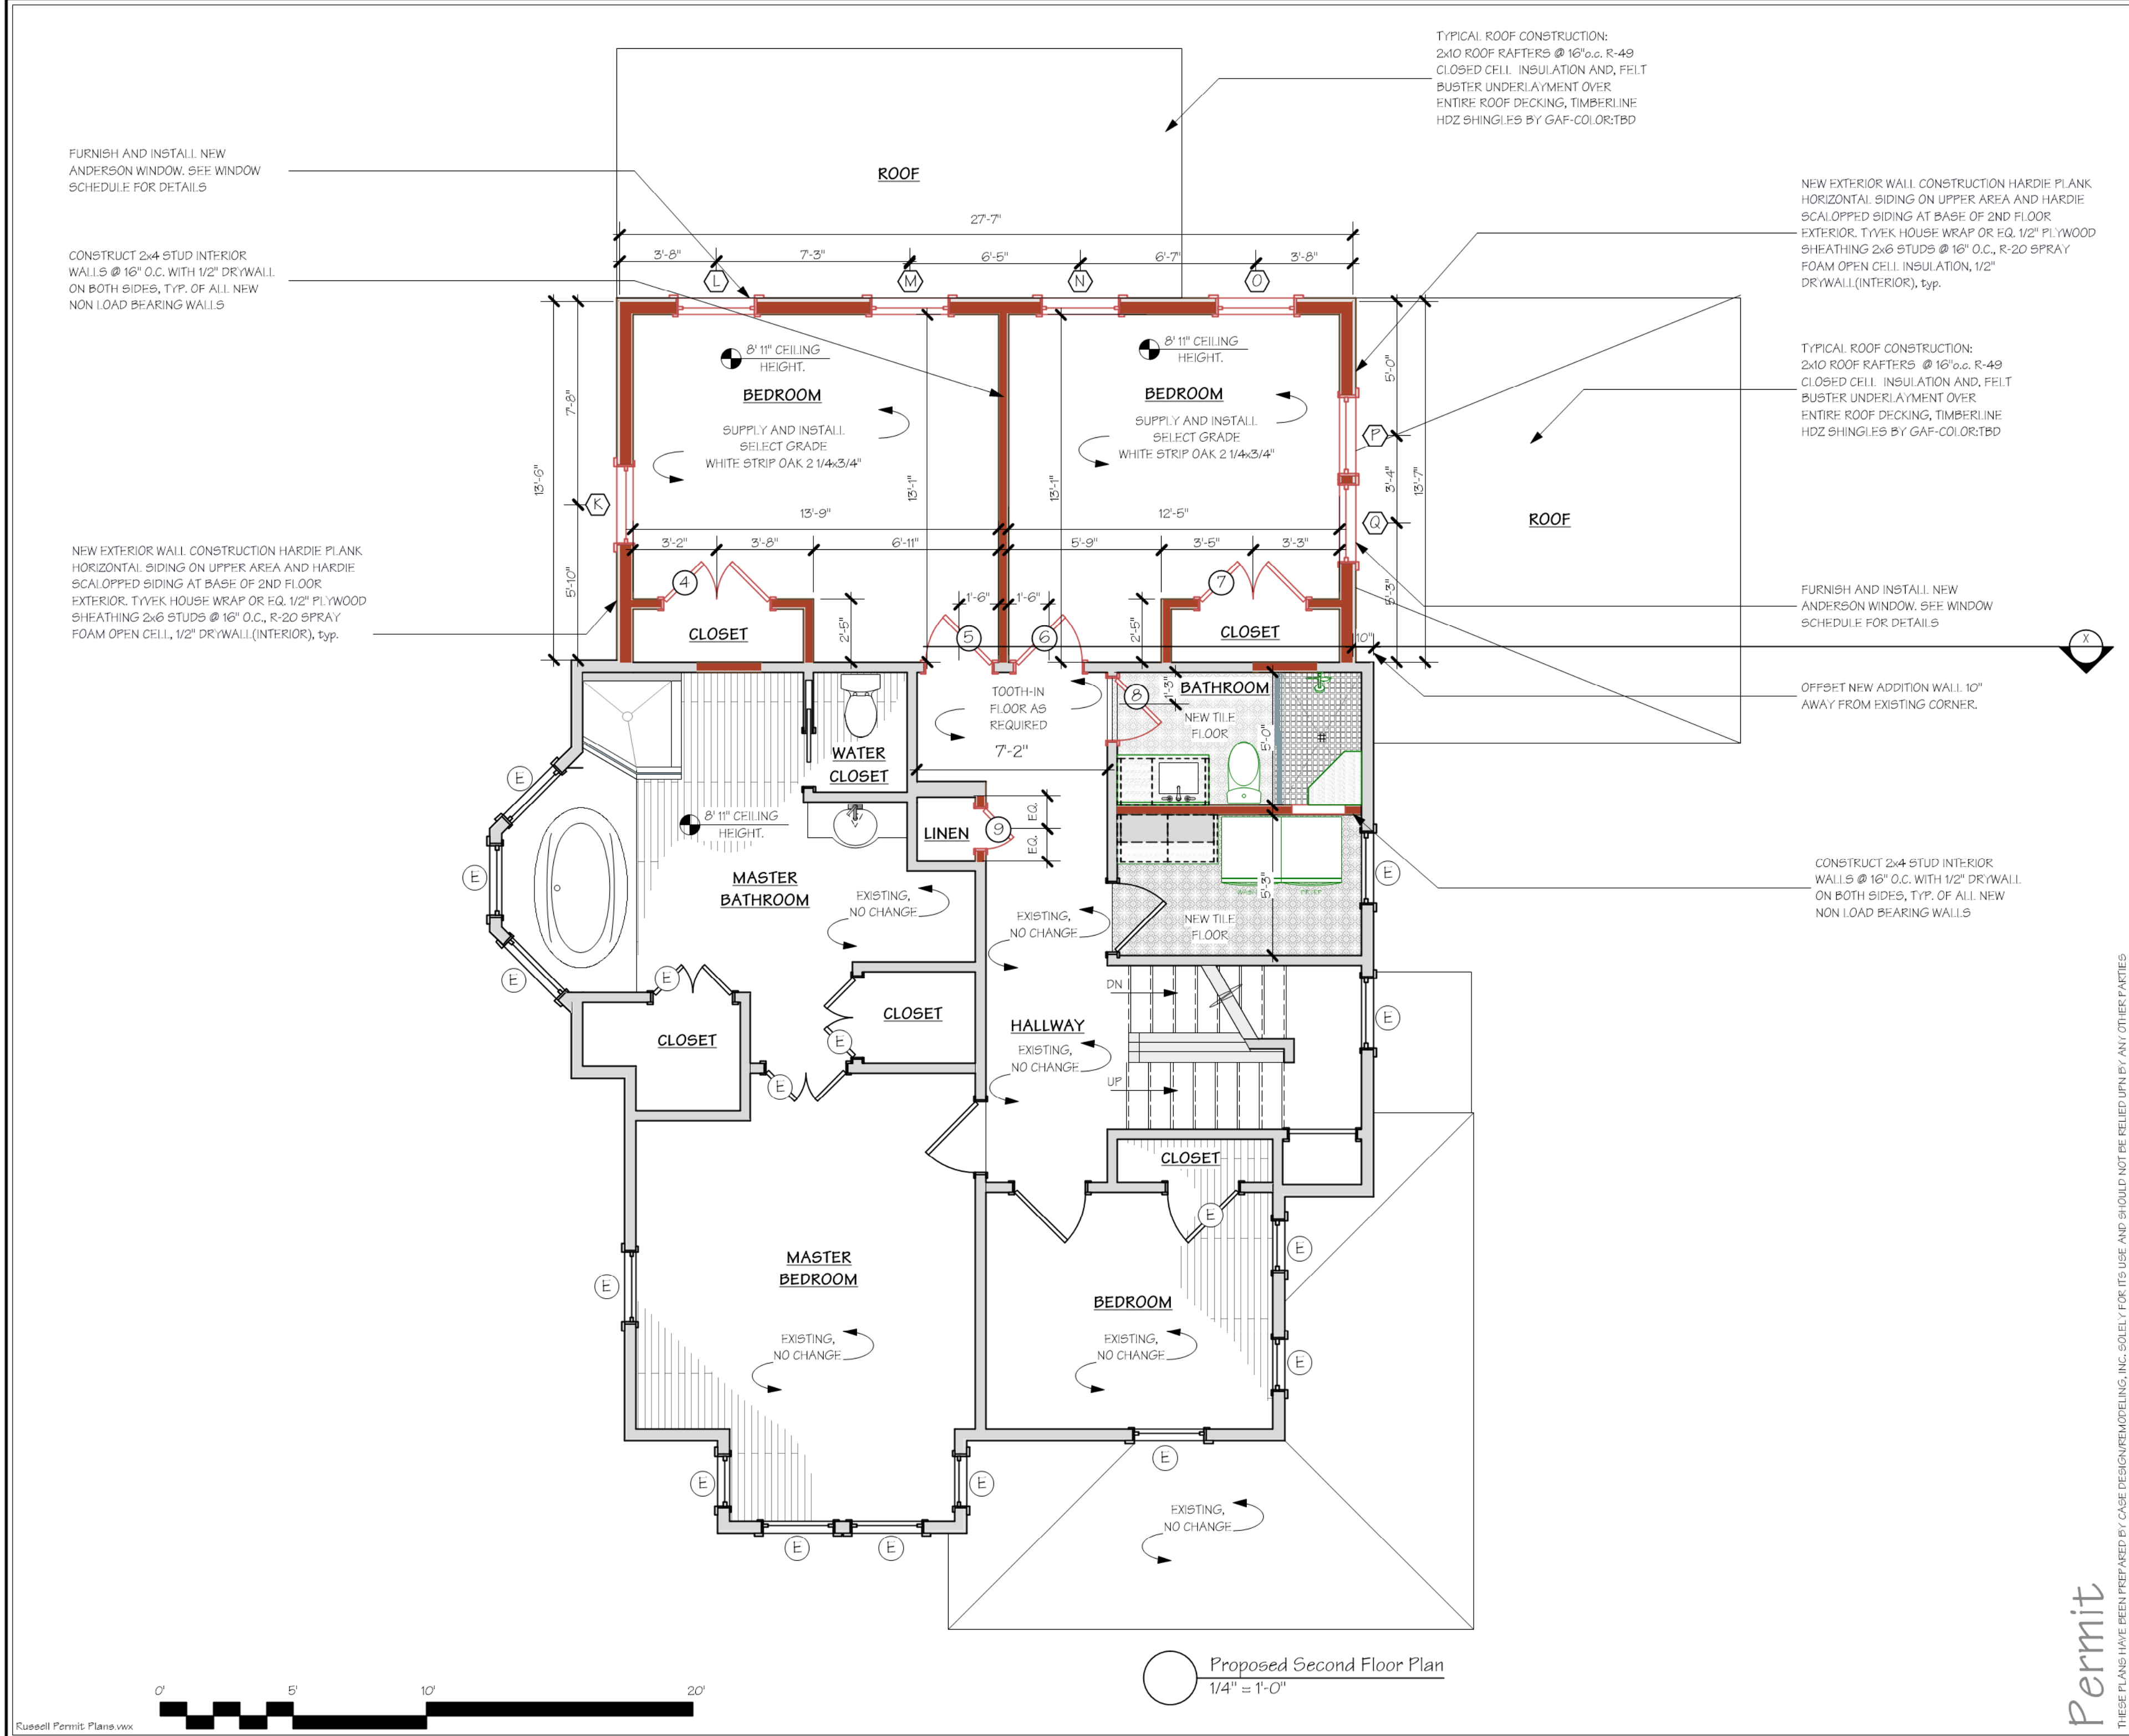 TYPICAL ROOF CONSTRUCTION:
2x10 ROOF RAFTERS @ 16"o.c. R-49
CLOSED CELL INSULATION AND, FELT
BUSTER UNDERLAYMENT OVER
ENTIRE ROOF DECKING, TIMBERLINE
HDZ SHINGLES BY GAF-COLOR:TBD
FURNISH AND INSTALL NEW
ANDERSON WINDOW. SEE WINDOW
SCHEDULE FOR DETAILS
ROOF
NEW EXTERIOR WALL CONSTRUCTION HARDIE PLANK
HORIZONTAL SIDING ON UPPER AREA AND HARDIE
SCALOPPED SIDING AT BASE OF 2ND FLOOR
EXTERIOR. TYVEK HOUSE WRAP OR EQ. 1/2" PLYWOOD
SHEATHING 2x6 STUDS @ 16" O.C., R-20 SPRAY
FOAM OPEN CELL INSULATION, 1/2"
DRYWALL(INTERIOR), typ.
CONSTRUCT 2x4 STUD INTERIOR
WALLS @ 16" O.C. WITH 1/2" DRYWALL
ON BOTH SIDES, TYP. OF ALL NEW
NON LOAD BEARING WALLS
27'-7"
3'-8"
7'-3"
6'-5"
6'-7"
3'-8"
L
M
N
O
TYPICAL ROOF CONSTRUCTION:
2x10 ROOF RAFTERS @ 16"o.c. R-49
CLOSED CELL INSULATION AND, FELT
BUSTER UNDERLAYMENT OVER
ENTIRE ROOF DECKING, TIMBERLINE
HDZ SHINGLES BY GAF-COLOR:TBD
8' 11" CEILING
HEIGHT.
BEDROOM
SUPPLY AND INSTALL
SELECT GRADE
WHITE STRIP OAK 2 1/4x3/4"
8' 11" CEILING
HEIGHT.
BEDROOM
SUPPLY AND INSTALL
SELECT GRADE
WHITE STRIP OAK 2 1/4x3/4"
13'-6"
7'-8"
5'-10"
K
13'-1"
13'-1"
5'-0"
P
3'-4"
13'-7"
Q
5'-3"
ROOF
13'-9"
12'-5"
3'-2"
3'-8"
6'-11"
5'-9"
3'-5"
3'-3"
NEW EXTERIOR WALL CONSTRUCTION HARDIE PLANK
HORIZONTAL SIDING ON UPPER AREA AND HARDIE
SCALOPPED SIDING AT BASE OF 2ND FLOOR
EXTERIOR. TYVEK HOUSE WRAP OR EQ. 1/2" PLYWOOD
SHEATHING 2x6 STUDS @ 16" O.C., R-20 SPRAY
FOAM OPEN CELL, 1/2" DRYWALL(INTERIOR), typ.
4
7
1'-6"
1'-6"
CLOSET
2'-5"
5
6
2'-5"
CLOSET
10"
X
FURNISH AND INSTALL NEW
ANDERSON WINDOW. SEE WINDOW
SCHEDULE FOR DETAILS
OFFSET NEW ADDITION WALL 10"
AWAY FROM EXISTING CORNER.
TOOTH-IN
FLOOR AS
REQUIRED
7'-2"
8
1'-3"
BATHROOM
NEW TILE
FLOOR
5'-0"
WATER
CLOSET
8' 11" CEILING
HEIGHT.
LINEN
9
EQ.
EQ.
E
E
E
E
E
MASTER
BATHROOM
EXISTING,
NO CHANGE
EXISTING,
NO CHANGE
5'-3"
NEW TILE
FLOOR
CONSTRUCT 2x4 STUD INTERIOR
WALLS @ 16" O.C. WITH 1/2" DRYWALL
ON BOTH SIDES, TYP. OF ALL NEW
NON LOAD BEARING WALLS
E
DN
E
CLOSET
CLOSET
E
E
HALLWAY
EXISTING,
NO CHANGE
UP
CLOSET
E
MASTER
BEDROOM
EXISTING,
NO CHANGE
E
BEDROOM
EXISTING,
NO CHANGE
E
E
E
E
E
E
E
EXISTING,
NO CHANGE
Proposed Second Floor Plan
1/4" = 1'-0"
0'
5'
10'
20'
Russell Permit Plans.vwx
Permit
THESE PLANS HAVE BEEN PREPARED BY CASE DESIGN/REMODELING, INC. SOLELY FOR ITS USE AND SHOULD NOT BE RELIED UPN BY ANY OTHER PARTIES